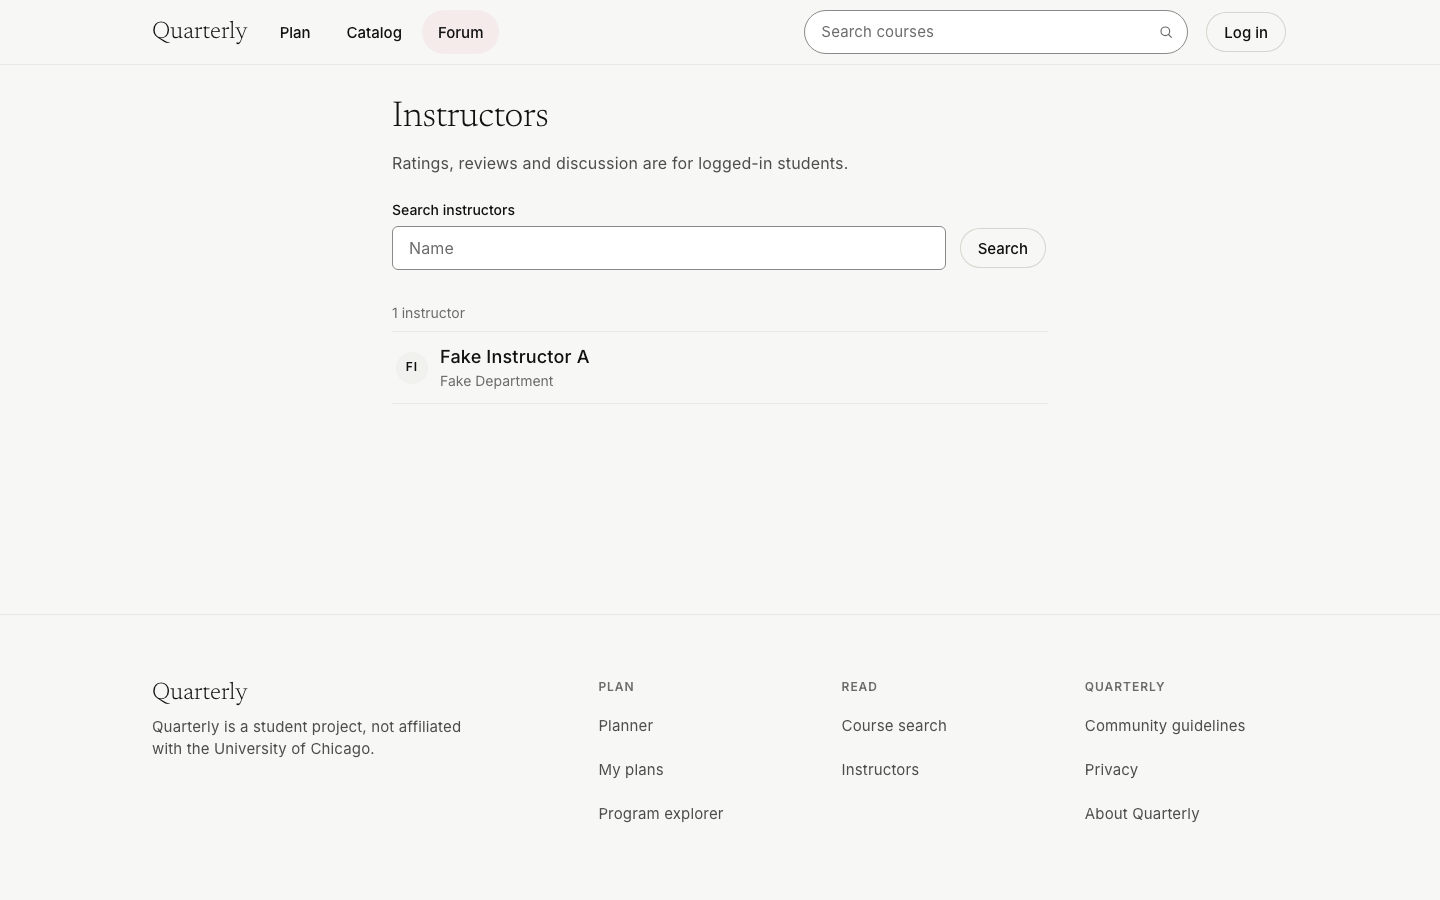 Quarterly
Plan
Catalog
Forum
Search courses
Log in
Instructors
Ratings, reviews and discussion are for logged-in students.
Search instructors
Name
Search
1 instructor
FI
Fake Instructor A
Fake Department
Quarterly
Quarterly is a student project, not affiliated
with the University of Chicago.
PLAN
Planner
My plans
Program explorer
READ
Course search
Instructors
QUARTERLY
Community guidelines
Privacy
About Quarterly